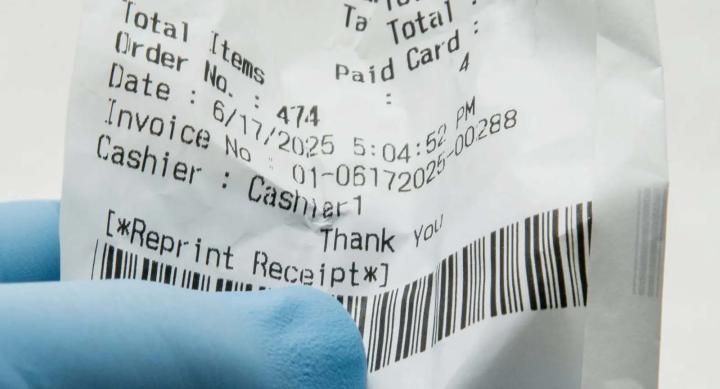 Ta Total :
Paid Card :
Total Items : 4
Order No. : 474
Date : 6/17/2025 5:04:52 PM
Invoice No : 01-06172025-00288
Cashier : Cashier1
Thank You
[*Reprint Receipt*]